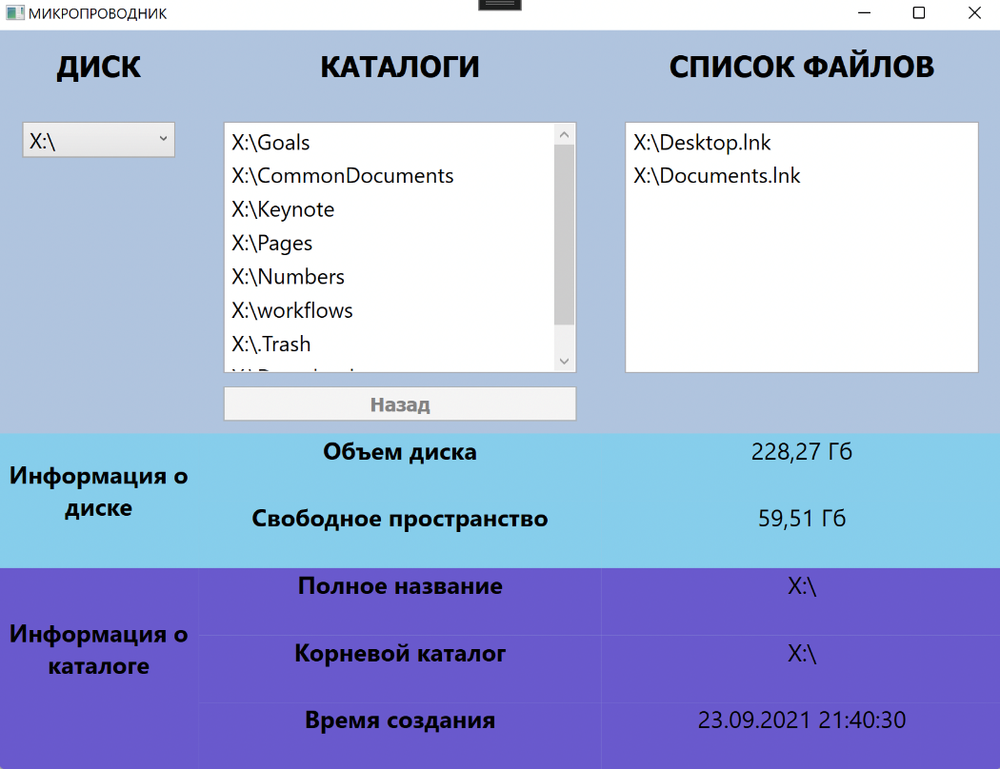 МИКРОПРОВОДНИК
ДИСК
КАТАЛОГИ
СПИСОК ФАЙЛОВ
X:\
X:\Goals
X:\CommonDocuments
X:\Keynote
X:\Pages
X:\Numbers
X:\workflows
X:\.Trash
X:\Desktop.lnk
X:\Documents.lnk
Назад
Информация о
диске
Объем диска
228,27 Гб
Свободное пространство
59,51 Гб
Информация о
каталоге
Полное название
X:\
Корневой каталог
X:\
Время создания
23.09.2021 21:40:30